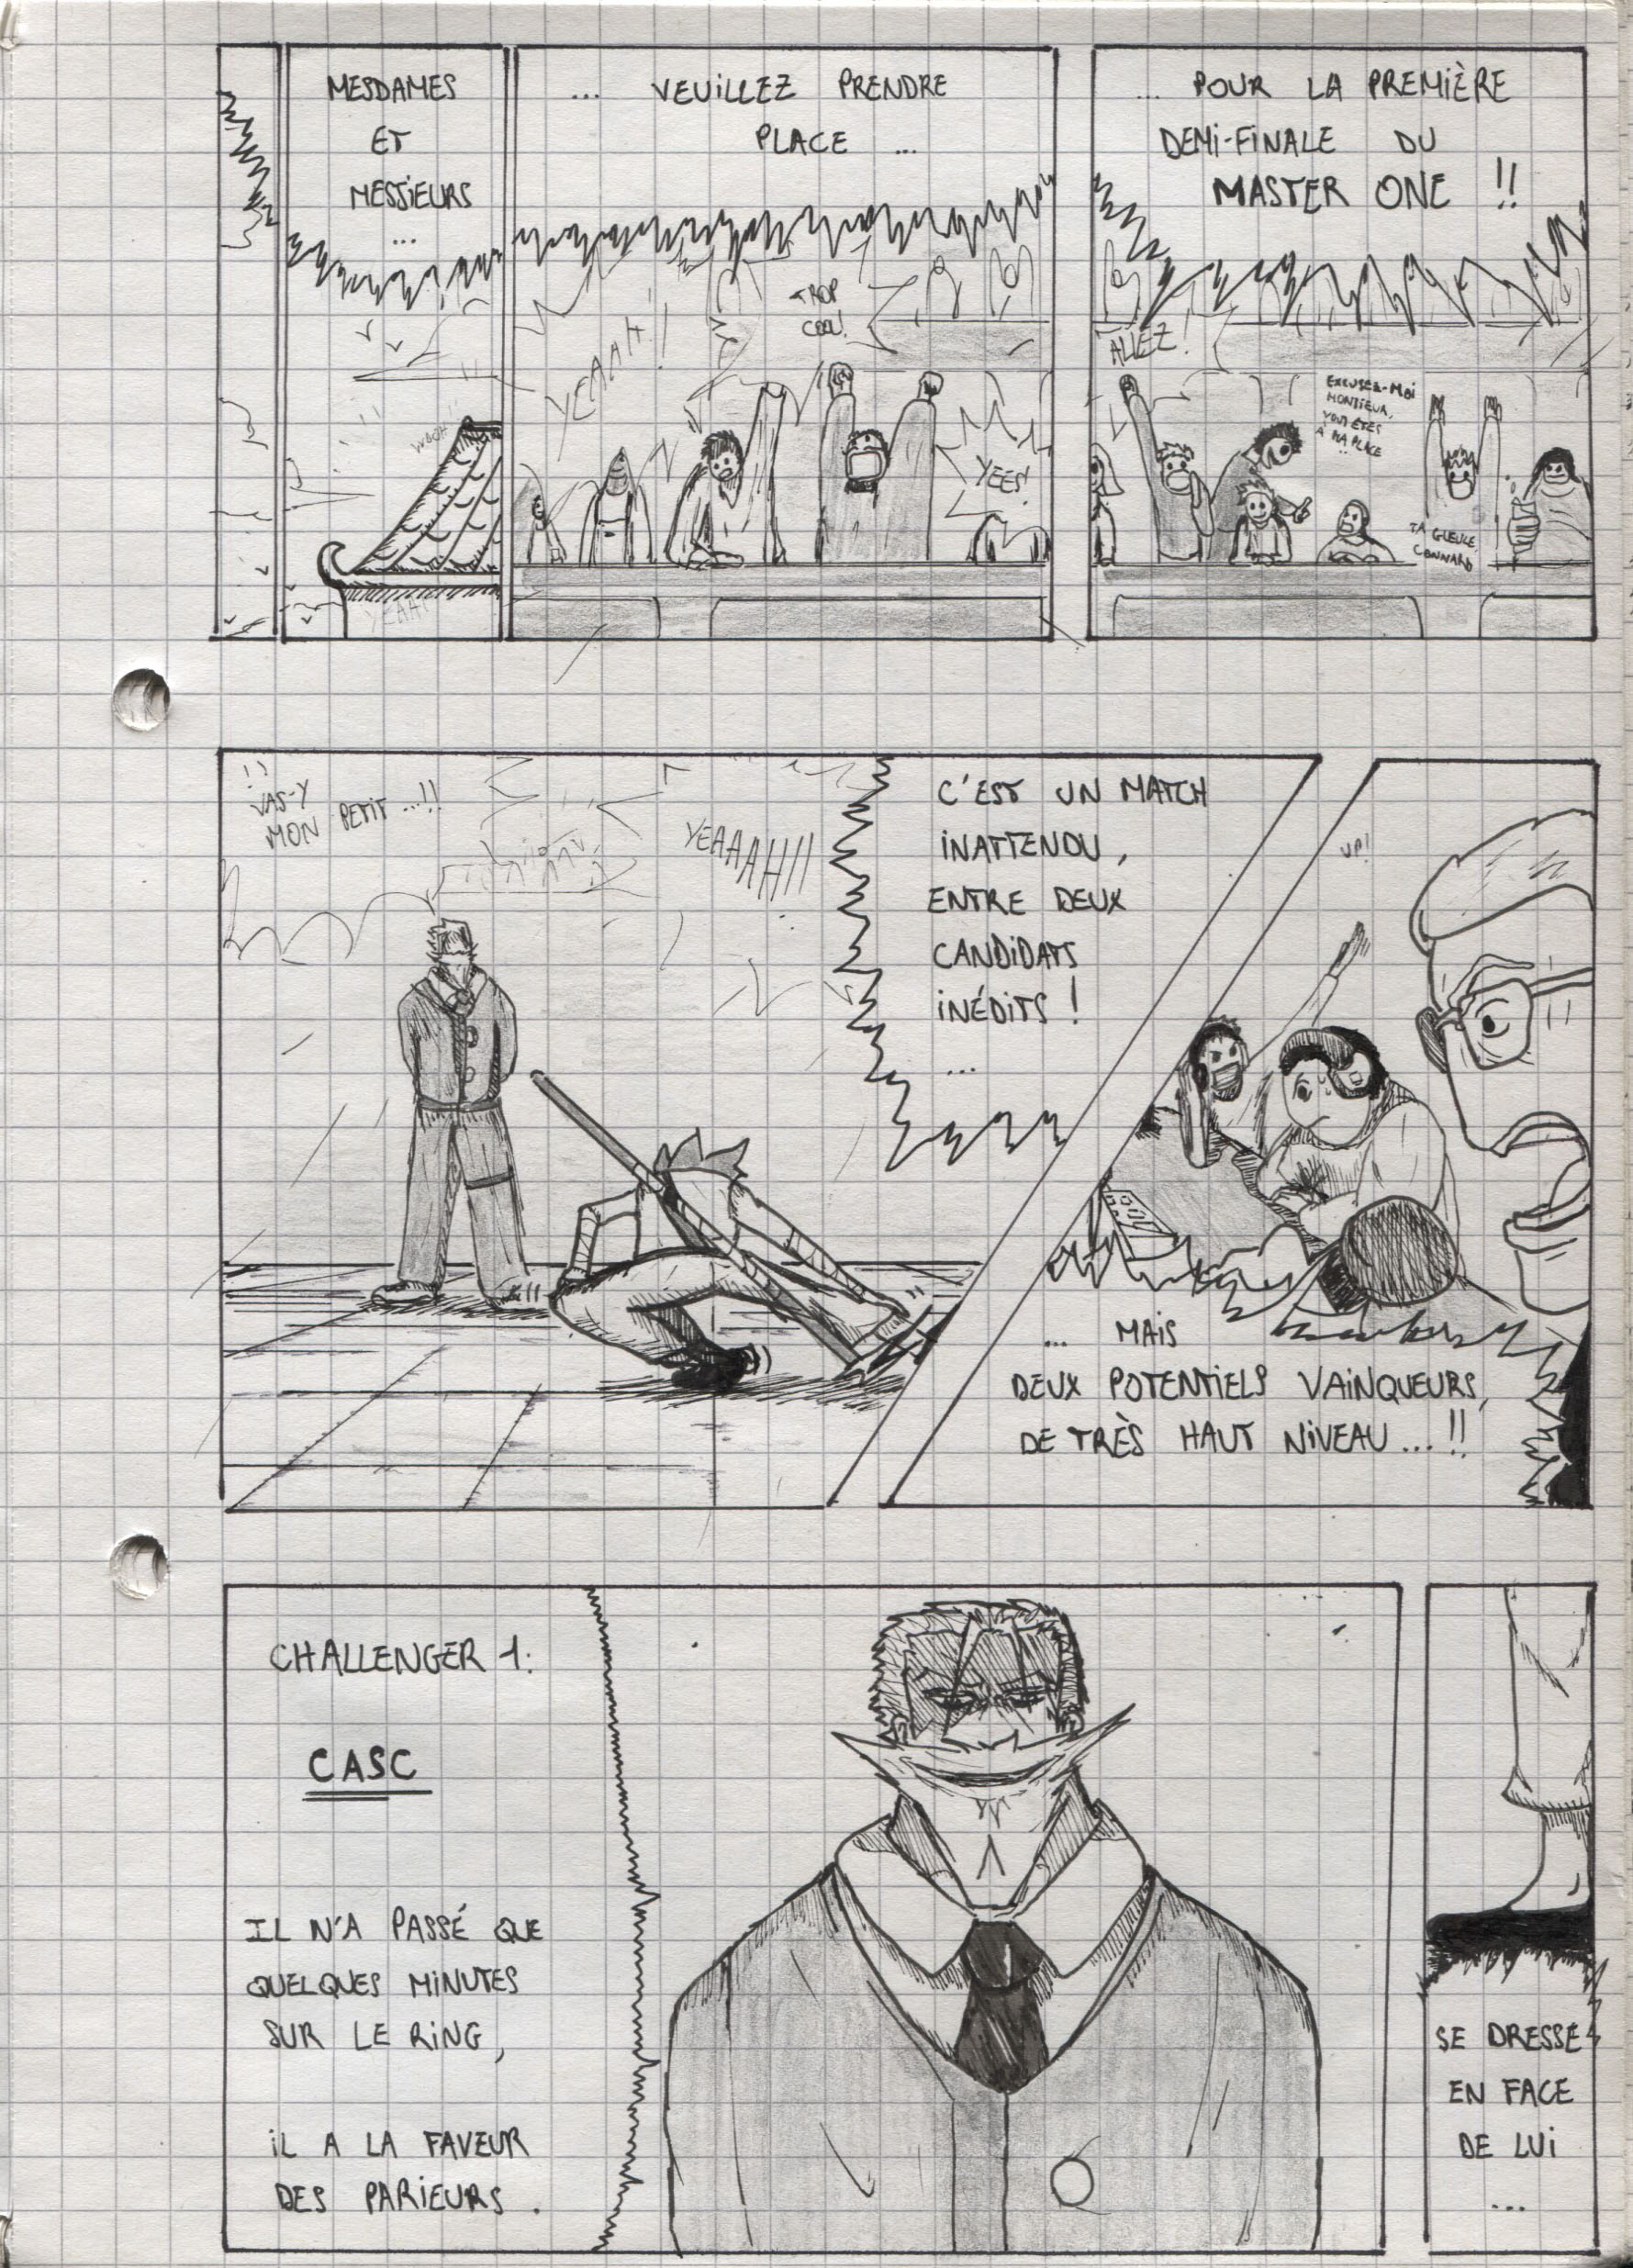 MESDAMES
ET
MESSIEURS
...
WOOH
YEAAH
... VEUILLEZ PRENDRE
PLACE ...
YEAAH!!
TROP
COOL!
YEES!
... POUR LA PREMIÈRE
DEMI-FINALE DU
MASTER ONE !!
ALLEZ!
EXCUSEZ-MOI
MONSIEUR,
VOUS ÊTES
À MA PLACE
..
TA GUEULE
CONNARD
VAS-Y
MON PETIT ...!!
YEAAAH!!
C'EST UN MATCH
INATTENDU,
ENTRE DEUX
CANDIDATS
INÉDITS !
...
UP!
... MAIS
DEUX POTENTIELS VAINQUEURS,
DE TRÈS HAUT NIVEAU ... !!
CHALLENGER 1:
CASC
IL N'A PASSÉ QUE
QUELQUES MINUTES
SUR LE RING,
IL A LA FAVEUR
DES PARIEURS.
SE DRESSE
EN FACE
DE LUI
...